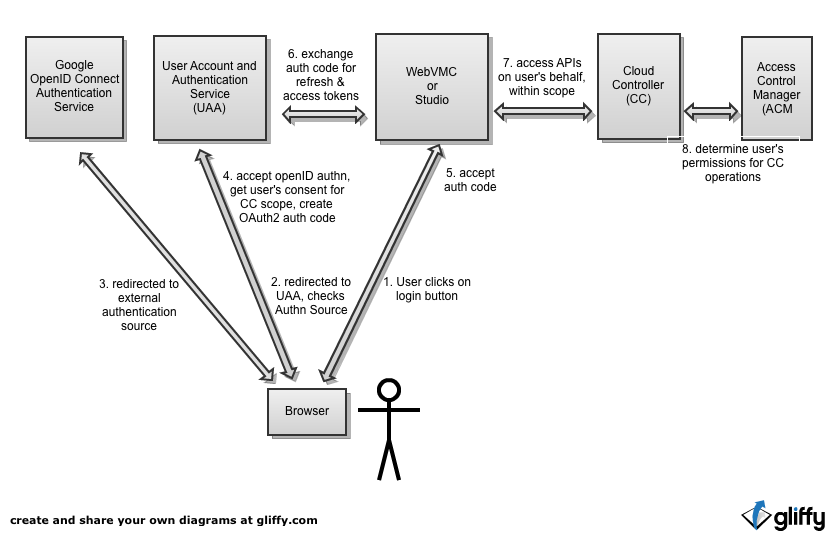 Google
OpenID Connect
Authentication
Service
User Account and
Authentication
Service
(UAA)
6. exchange
auth code for
refresh &
access tokens
WebVMC
or
Studio
7. access APIs
on user's behalf,
within scope
Cloud
Controller
(CC)
Access
Control
Manager
(ACM
8. determine user's
permissions for CC
operations
4. accept openID authn,
get user's consent for
CC scope, create
OAuth2 auth code
5. accept
auth code
3. redirected to
external
authentication
source
2. redirected to
UAA, checks
Authn Source
1. User clicks on
login button
Browser
create and share your own diagrams at gliffy.com
gliffy